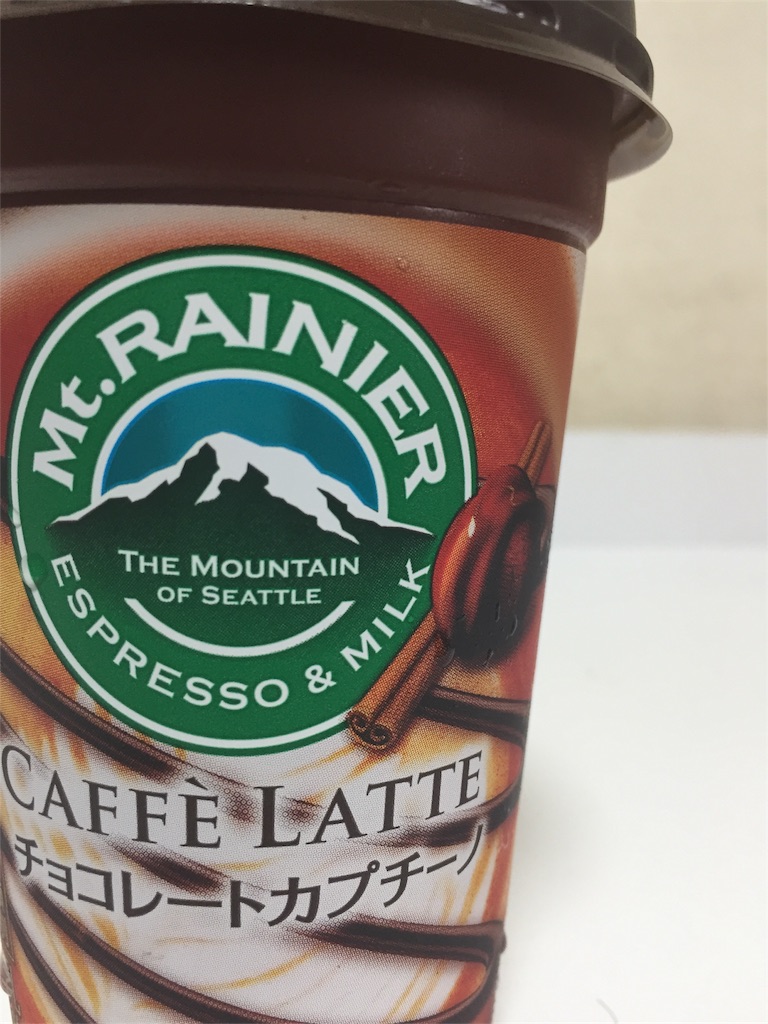 Mt. RAINIER
THE MOUNTAIN
OF SEATTLE
ESPRESSO & MILK
CAFFÈ LATTE
チョコレートカプチーノ